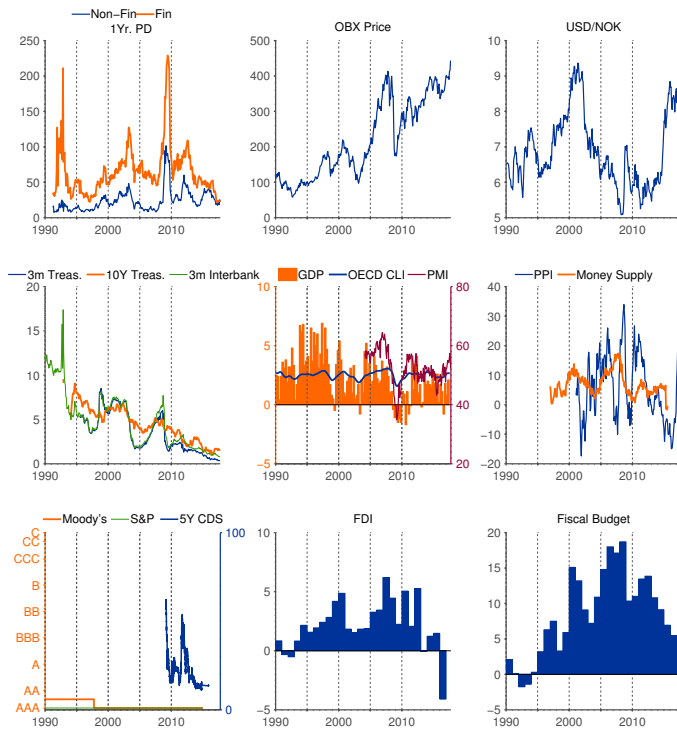 Non-Fin Fin
1Yr. PD
OBX Price
USD/NOK
250
200
150
100
50
0
1990 2000 2010
500
400
300
200
100
0
1990 2000 2010
10
9
8
7
6
5
1990 2000 2010
3m Treas. 10Y Treas. 3m Interbank
20
15
10
5
0
1990 2000 2010
GDP OECD CLI PMI
10
5
0
−5
80
60
40
20
1990 2000 2010
PPI Money Supply
40
30
20
10
0
−10
−20
1990 2000 2010
Moody's S&P 5Y CDS
C
CC
CCC
B
BB
BBB
A
AA
AAA
100
0
1990 2000 2010
FDI
10
5
0
−5
1990 2000 2010
Fiscal Budget
20
15
10
5
0
−5
1990 2000 2010